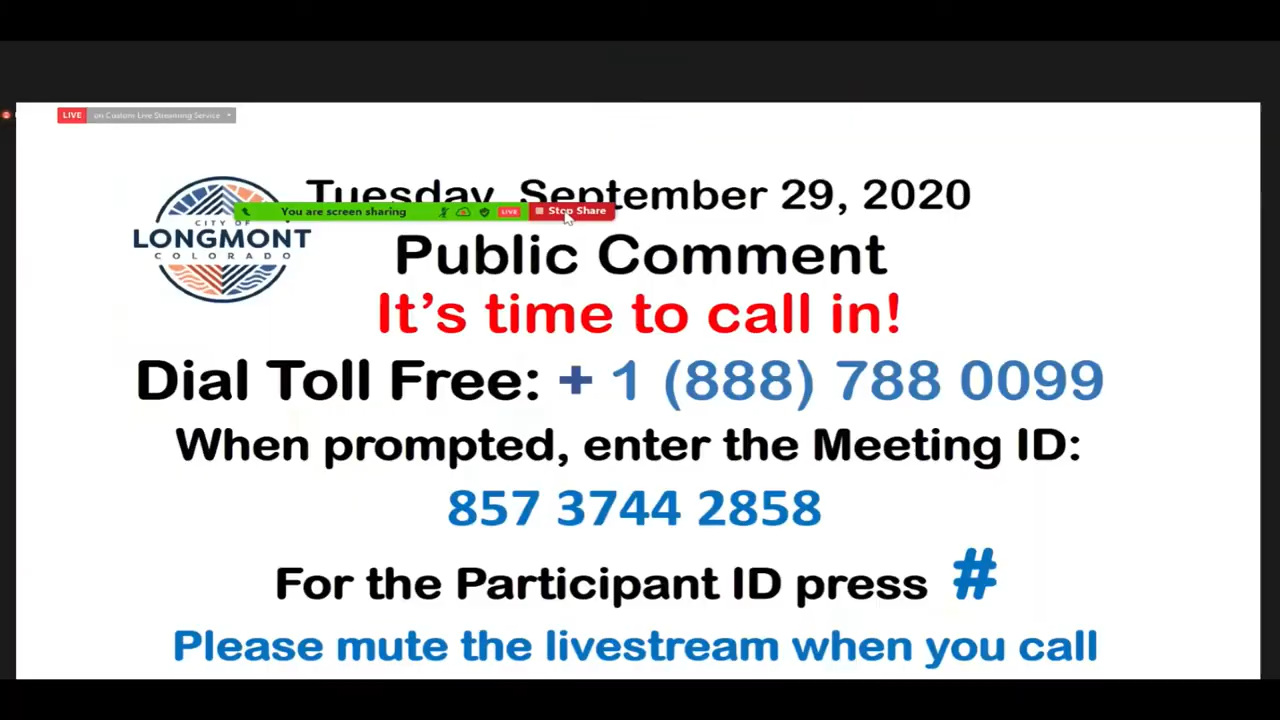 LIVE on Custom Live Streaming Service
Tuesday, September 29, 2020
You are screen sharing LIVE Stop Share
CITY OF
LONGMONT
COLORADO
Public Comment
It's time to call in!
Dial Toll Free: + 1 (888) 788 0099
When prompted, enter the Meeting ID:
857 3744 2858
For the Participant ID press #
Please mute the livestream when you call